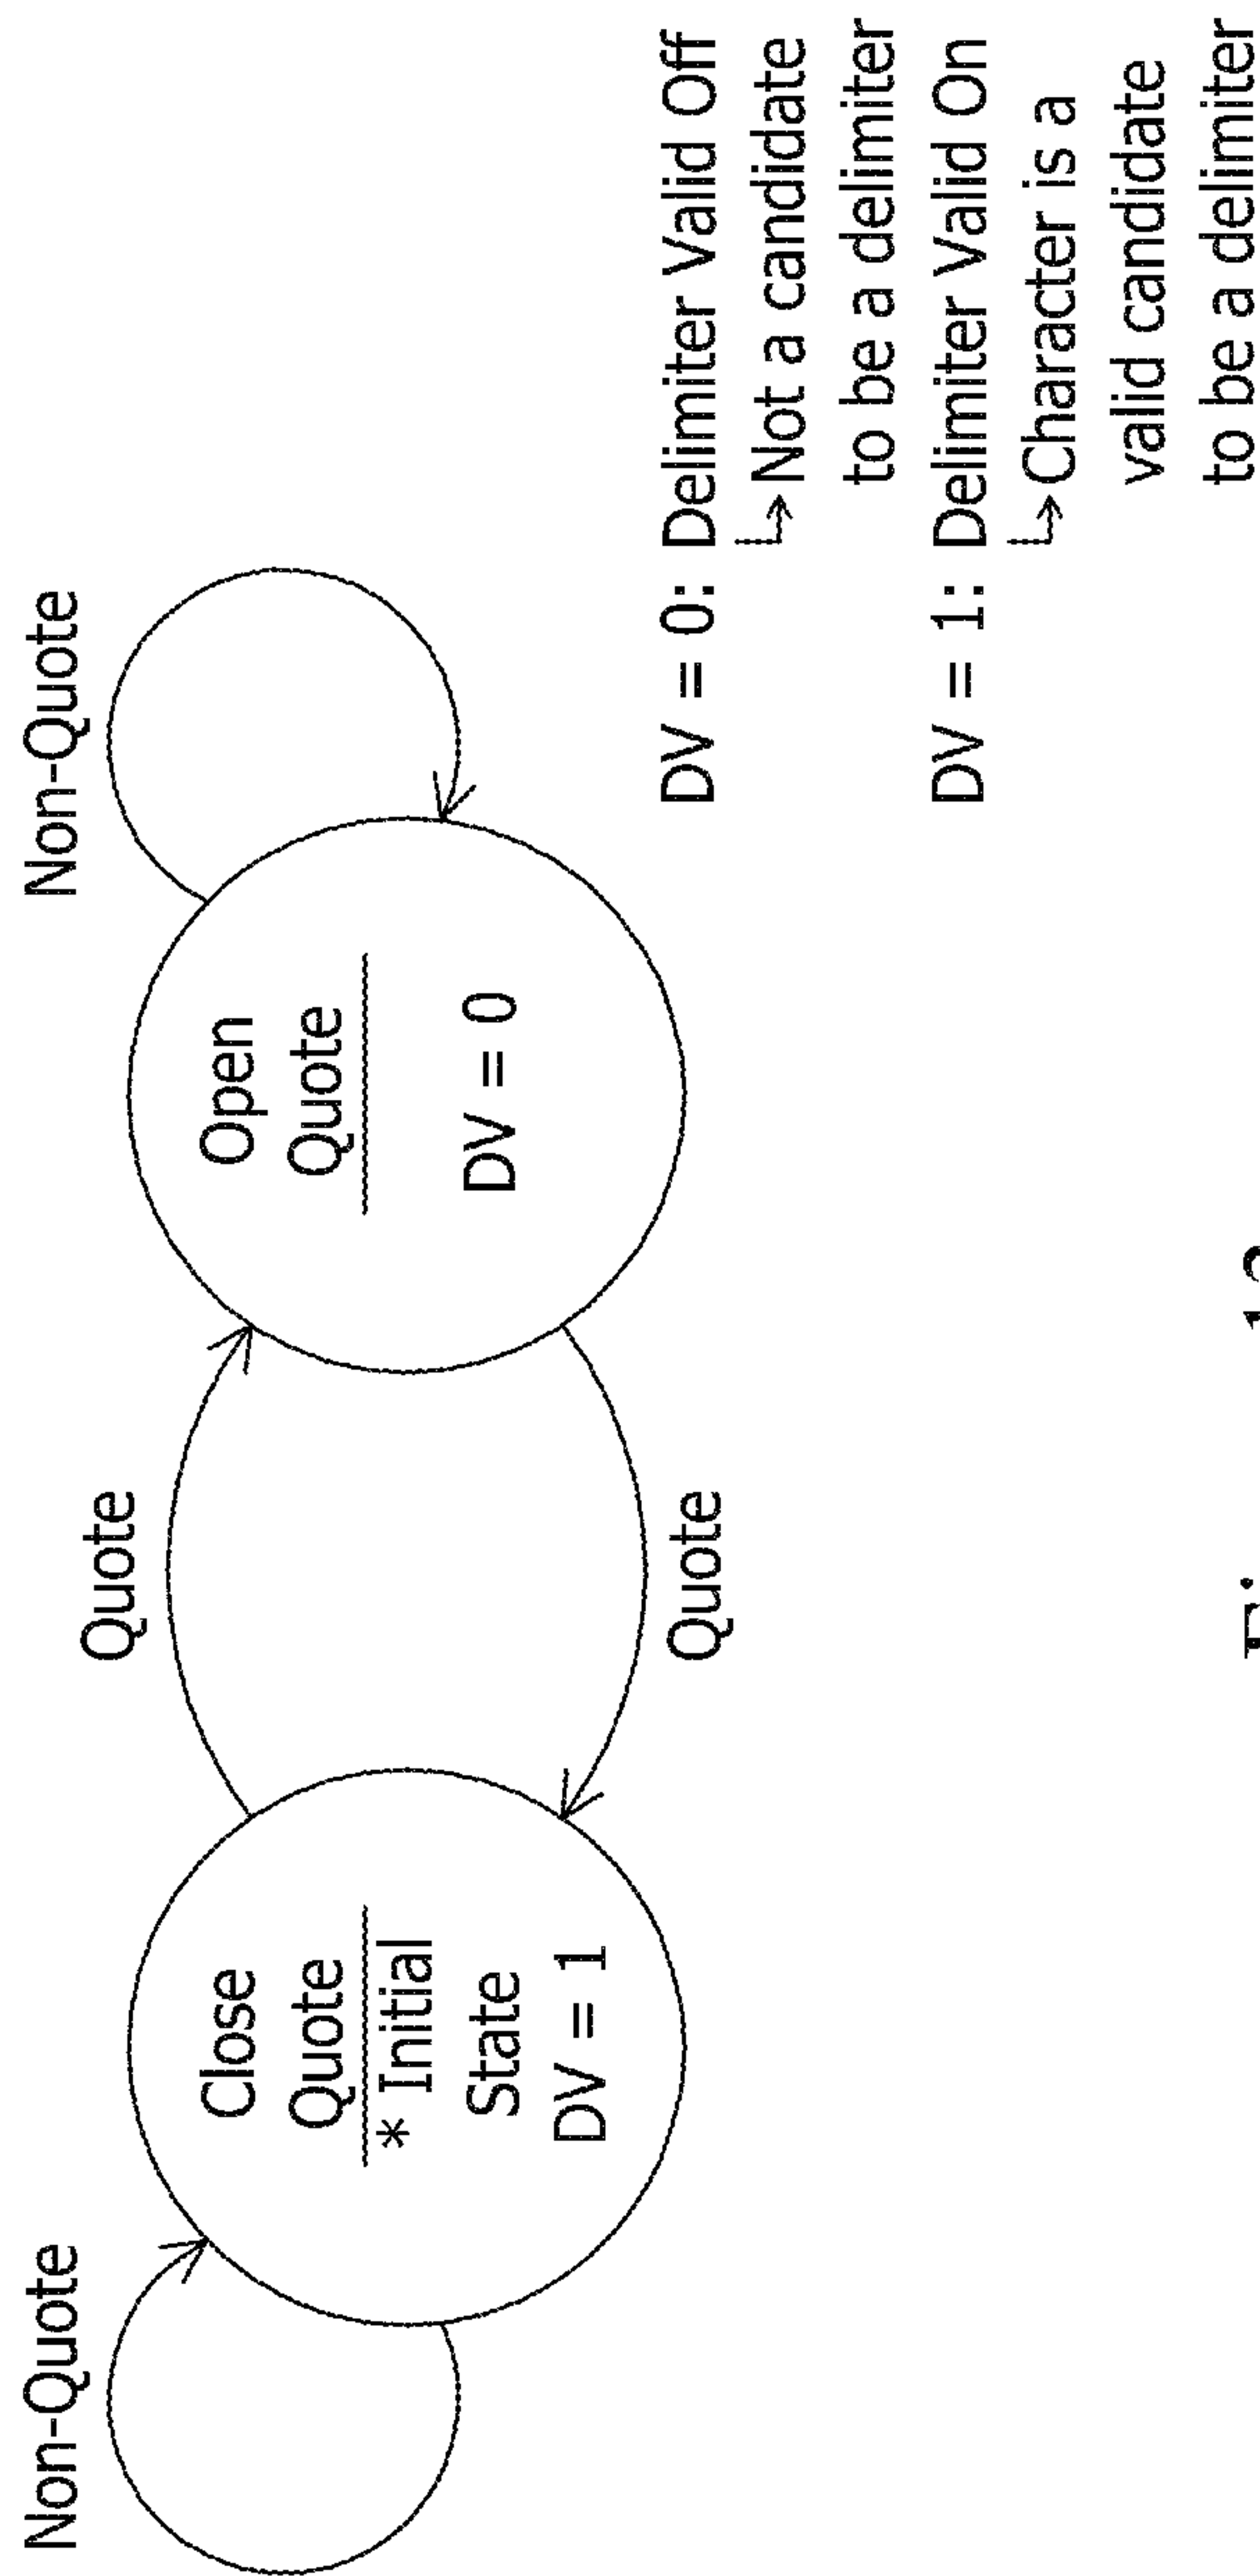 Non-Quote
Close
Quote
* Initial
State
DV = 1
Quote
Quote
Open
Quote
DV = 0
Non-Quote
DV = 0: Delimiter Valid Off
Not a candidate
to be a delimiter
DV = 1: Delimiter Valid On
Character is a
valid candidate
to be a delimiter